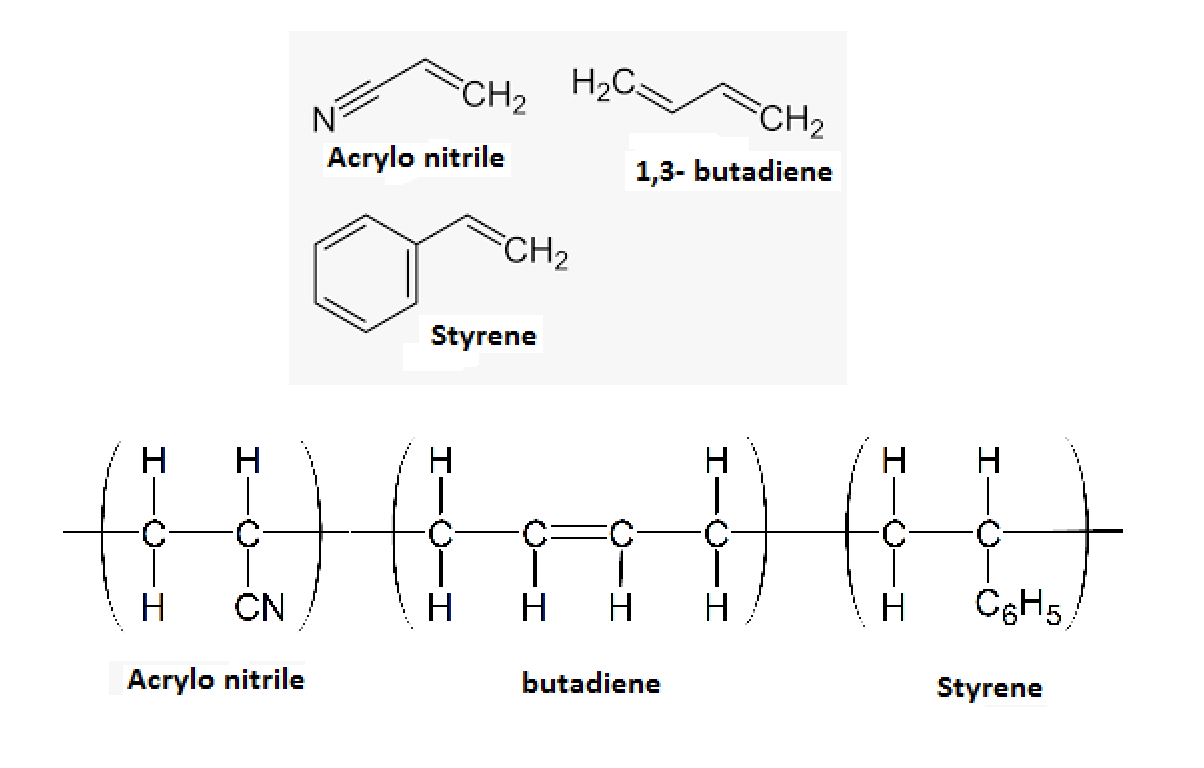 N CH₂ H₂C CH₂
Acrylo nitrile
1,3- butadiene
CH₂
Styrene
H H H H H H
C C C C C C C C
H CN H H H H H C₆H₅
Acrylo nitrile butadiene Styrene